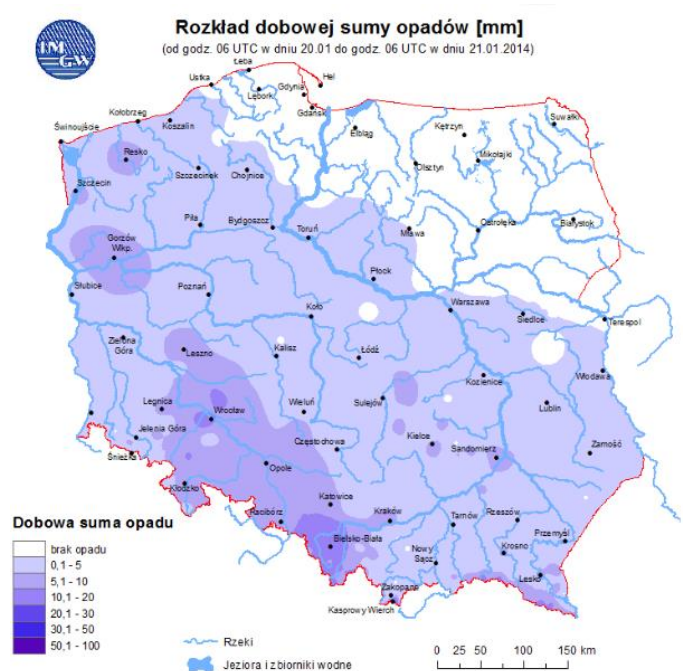 IM
GW
Rozkład dobowej sumy opadów [mm]
(od godz. 06 UTC w dniu 20.01 do godz. 06 UTC w dniu 21.01.2014)
Łeba
Ustka
Hel
Lębork
Gdynia
Gdańsk
Kołobrzeg
Koszalin
Świnoujście
Elbląg
Kętrzyn
Suwałki
Resko
Szczecinek
Chojnice
Olsztyn
Mikołajki
Szczecin
Piła
Bydgoszcz
Toruń
Mława
Ostrołęka
Białystok
Gorzów
Wlkp.
Płock
Słubice
Poznań
Koło
Warszawa
Siedlce
Terespol
Zielona
Góra
Leszno
Kalisz
Łódź
Kozienice
Włodawa
Legnica
Wrocław
Wieluń
Sulejów
Lublin
Jelenia Góra
Śnieżka
Częstochowa
Kielce
Sandomierz
Zamość
Kłodzko
Opole
Katowice
Racibórz
Kraków
Tarnów
Rzeszów
Przemyśl
Bielsko-Biała
Nowy
Sącz
Krosno
Lesko
Zakopane
Kasprowy Wierch
Dobowa suma opadu
brak opadu
0,1 - 5
5,1 - 10
10,1 - 20
20,1 - 30
30,1 - 50
50,1 - 100
Rzeki
Jeziora i zbiorniki wodne
0 25 50 100 150 km